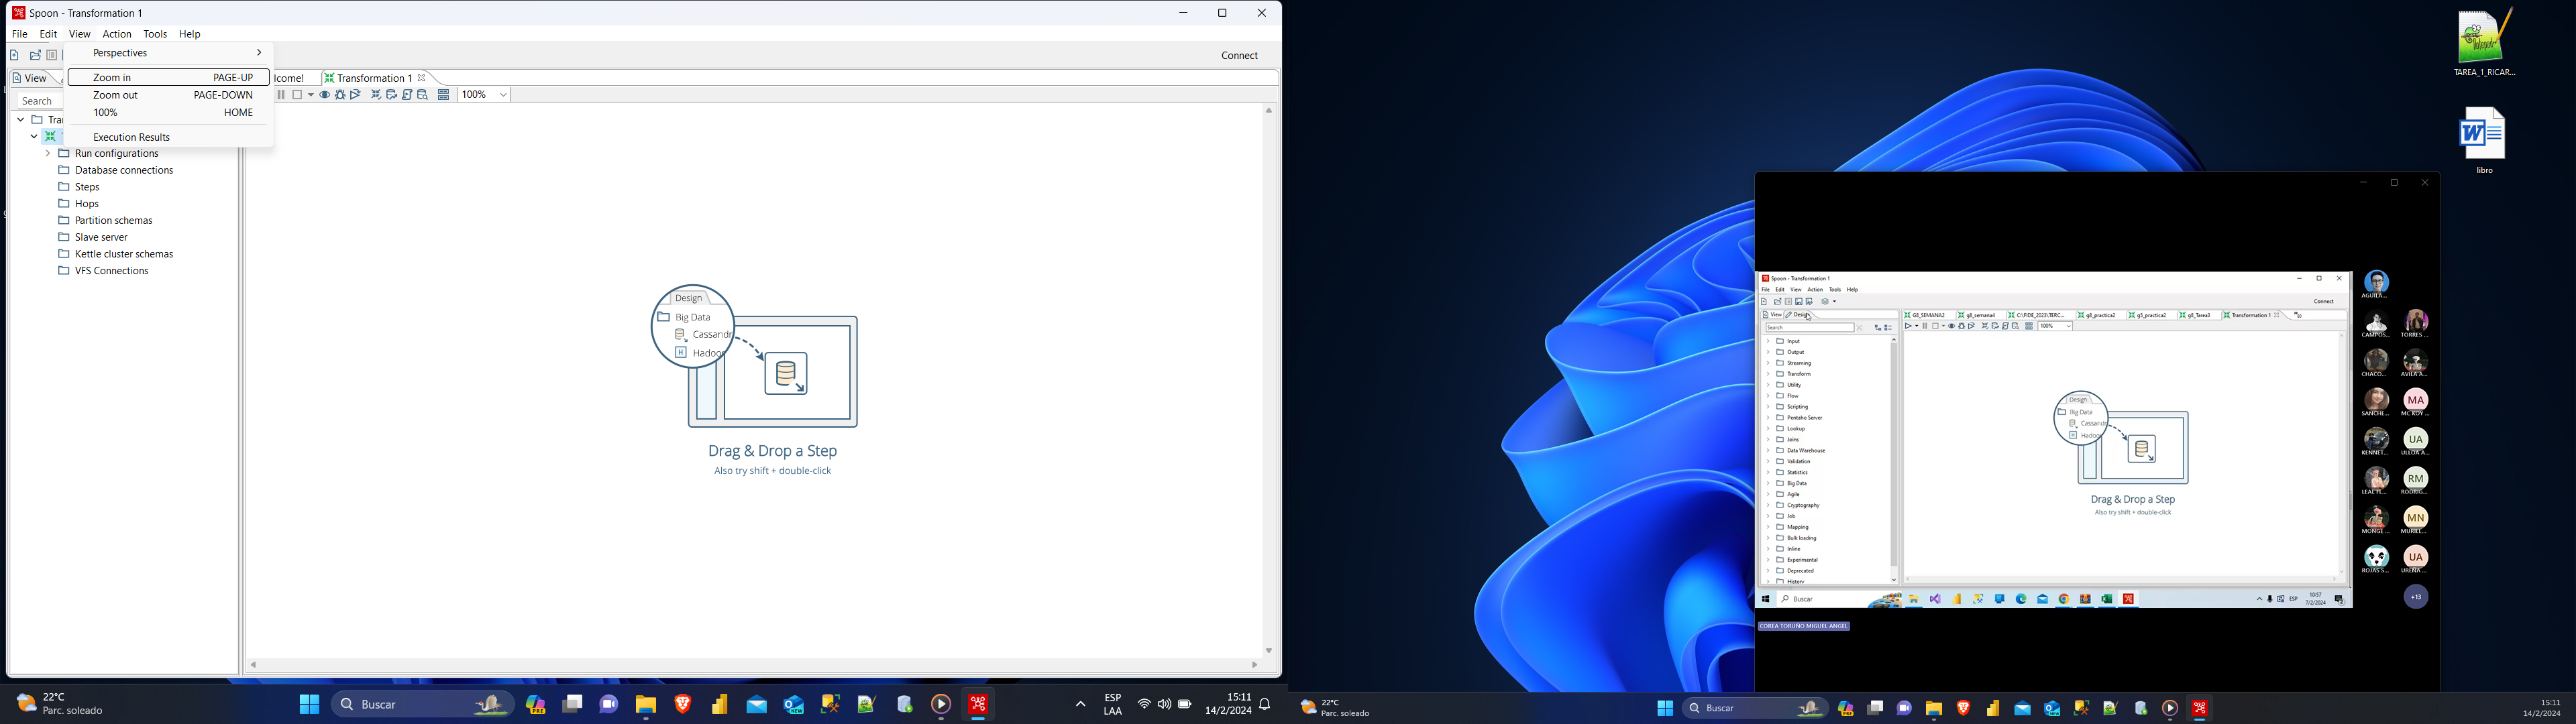 Spoon - Transformation 1
File Edit View Action Tools Help
Perspectives
Connect
View
Zoom in PAGE-UP
lcome!
Transformation 1
Search
Zoom out PAGE-DOWN
100%
100% HOME
Tra
Execution Results
Run configurations
Database connections
Steps
Hops
Partition schemas
Slave server
Kettle cluster schemas
VFS Connections
Design
Big Data
Cassandr
Hadoop
Drag & Drop a Step
Also try shift + double-click
22°C
Parc. soleado
Buscar
PRE
NEW
ESP
LAA
15:11
14/2/2024
TAREA_1_RICAR...
libro
Spoon - Transformation 1
File Edit View Action Tools Help
Connect
View Design
G8_SEMANA2 g8_semana4 C:\FIDE_2023\TERC... g8_practica2 g5_practica2 g8_Tarea3 Transformation 1
Search
100%
Input
Output
Streaming
Transform
Utility
Flow
Scripting
Pentaho Server
Lookup
Joins
Data Warehouse
Validation
Statistics
Big Data
Agile
Cryptography
Job
Mapping
Bulk loading
Inline
Experimental
Deprecated
History
Design
Big Data
Cassandr
Hadoop
Drag & Drop a Step
Also try shift + double-click
Buscar
ESP
10:57
7/2/2024
AGUILA...
CAMPOS... TORRES ...
CHACO... AVILA A...
MA
SANCHE... MC KOY ...
UA
KENNET... ULLOA A...
RM
LEAL FL... RODRIG...
MN
MONGE ... MURILL...
UA
ROJAS S... UREÑA ...
+13
COREA TORUÑO MIGUEL ANGEL
22°C
Parc. soleado
Buscar
15:11
14/2/2024